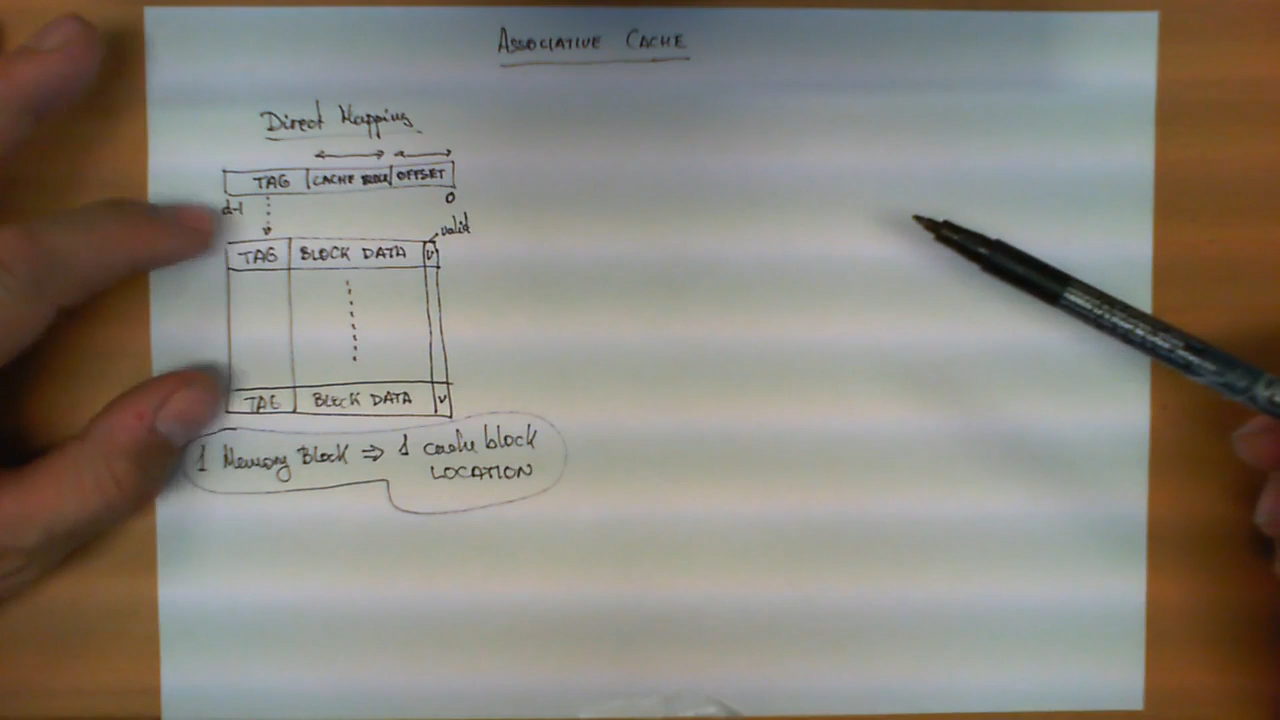 ASSOCIATIVE CACHE
Direct Mapping
TAG CACHE BLOCK OFFSET
d-1 0
valid
TAG BLOCK DATA V
TAG BLOCK DATA V
1 Memory Block ⇒ 1 cache block
LOCATION